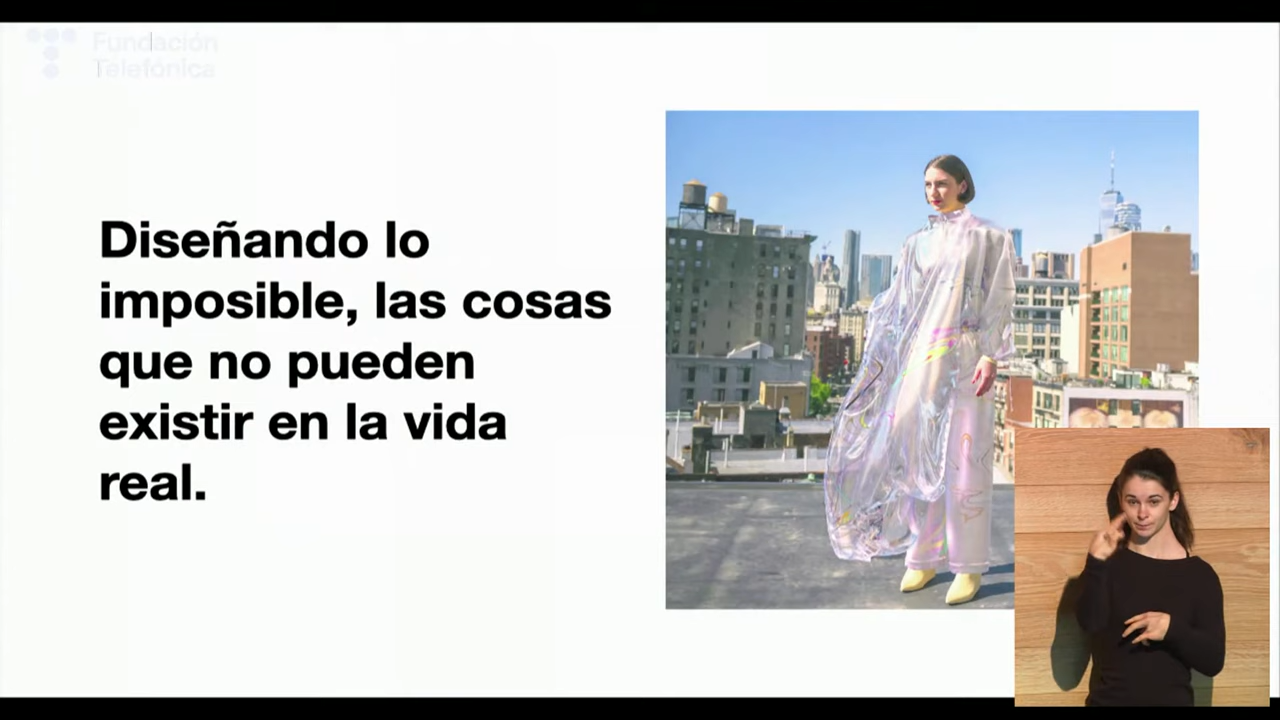 Fundación
Telefónica
Diseñando lo
imposible, las cosas
que no pueden
existir en la vida
real.